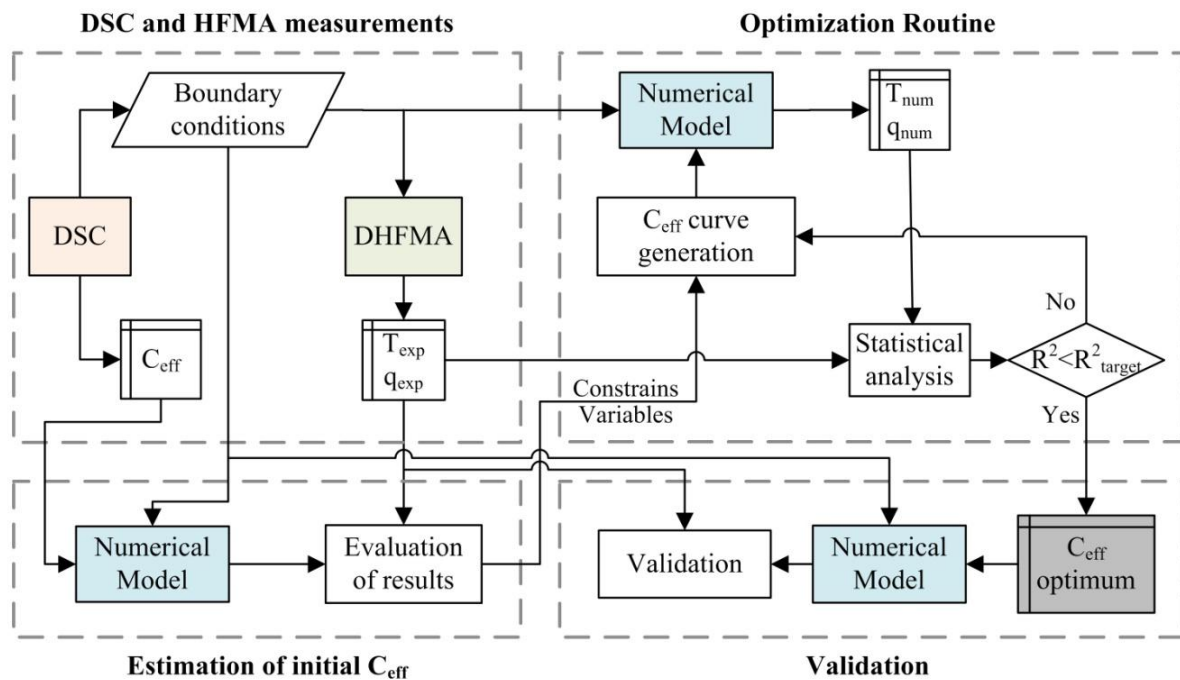 DSC and HFMA measurements
Boundary
conditions
DSC
DHFMA
C_eff
T_exp
q_exp
Optimization Routine
Numerical
Model
T_num
q_num
C_eff curve
generation
No
Statistical
analysis
R²<R²_target
Constrains
Variables
Yes
Numerical
Model
Evaluation
of results
Estimation of initial C_eff
Validation
Numerical
Model
C_eff
optimum
Validation